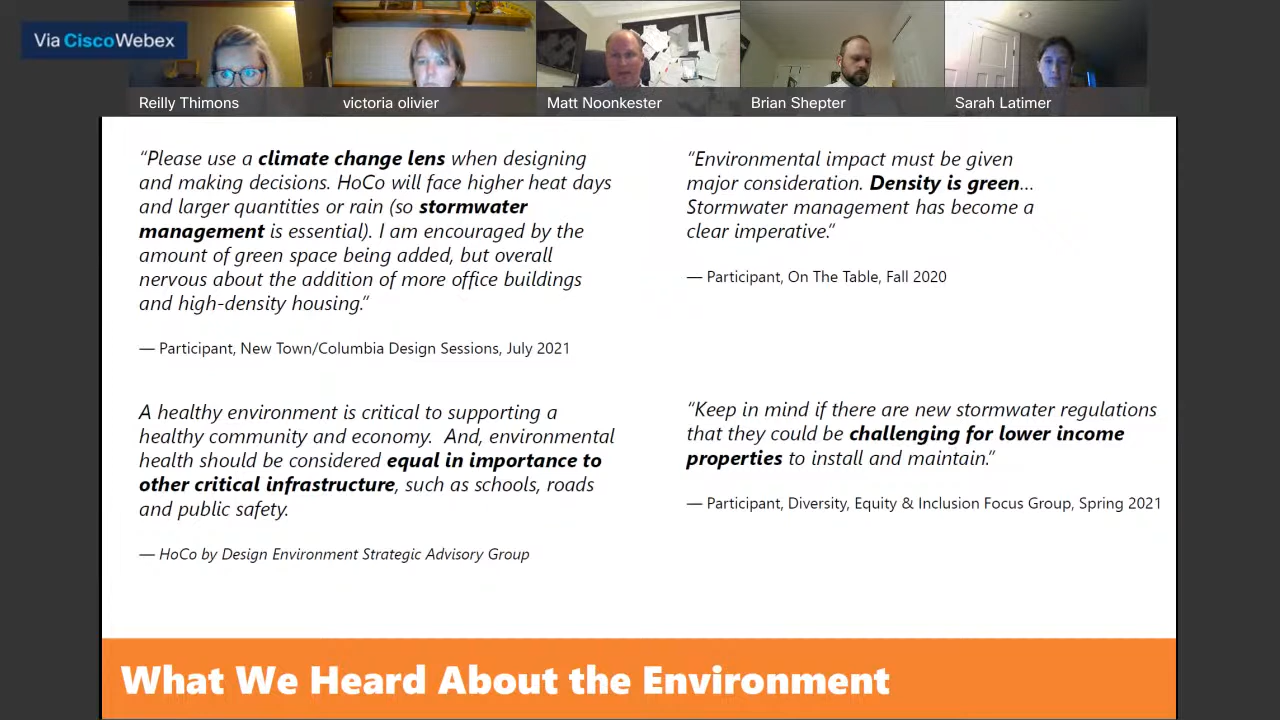 Via Cisco Webex
Reilly Thimons
victoria olivier
Matt Noonkester
Brian Shepter
Sarah Latimer
“Please use a climate change lens when designing
and making decisions. HoCo will face higher heat days
and larger quantities or rain (so stormwater
management is essential). I am encouraged by the
amount of green space being added, but overall
nervous about the addition of more office buildings
and high-density housing.”
— Participant, New Town/Columbia Design Sessions, July 2021
“Environmental impact must be given
major consideration. Density is green…
Stormwater management has become a
clear imperative.”
— Participant, On The Table, Fall 2020
A healthy environment is critical to supporting a
healthy community and economy.  And, environmental
health should be considered equal in importance to
other critical infrastructure, such as schools, roads
and public safety.
— HoCo by Design Environment Strategic Advisory Group
“Keep in mind if there are new stormwater regulations
that they could be challenging for lower income
properties to install and maintain.”
— Participant, Diversity, Equity & Inclusion Focus Group, Spring 2021
What We Heard About the Environment